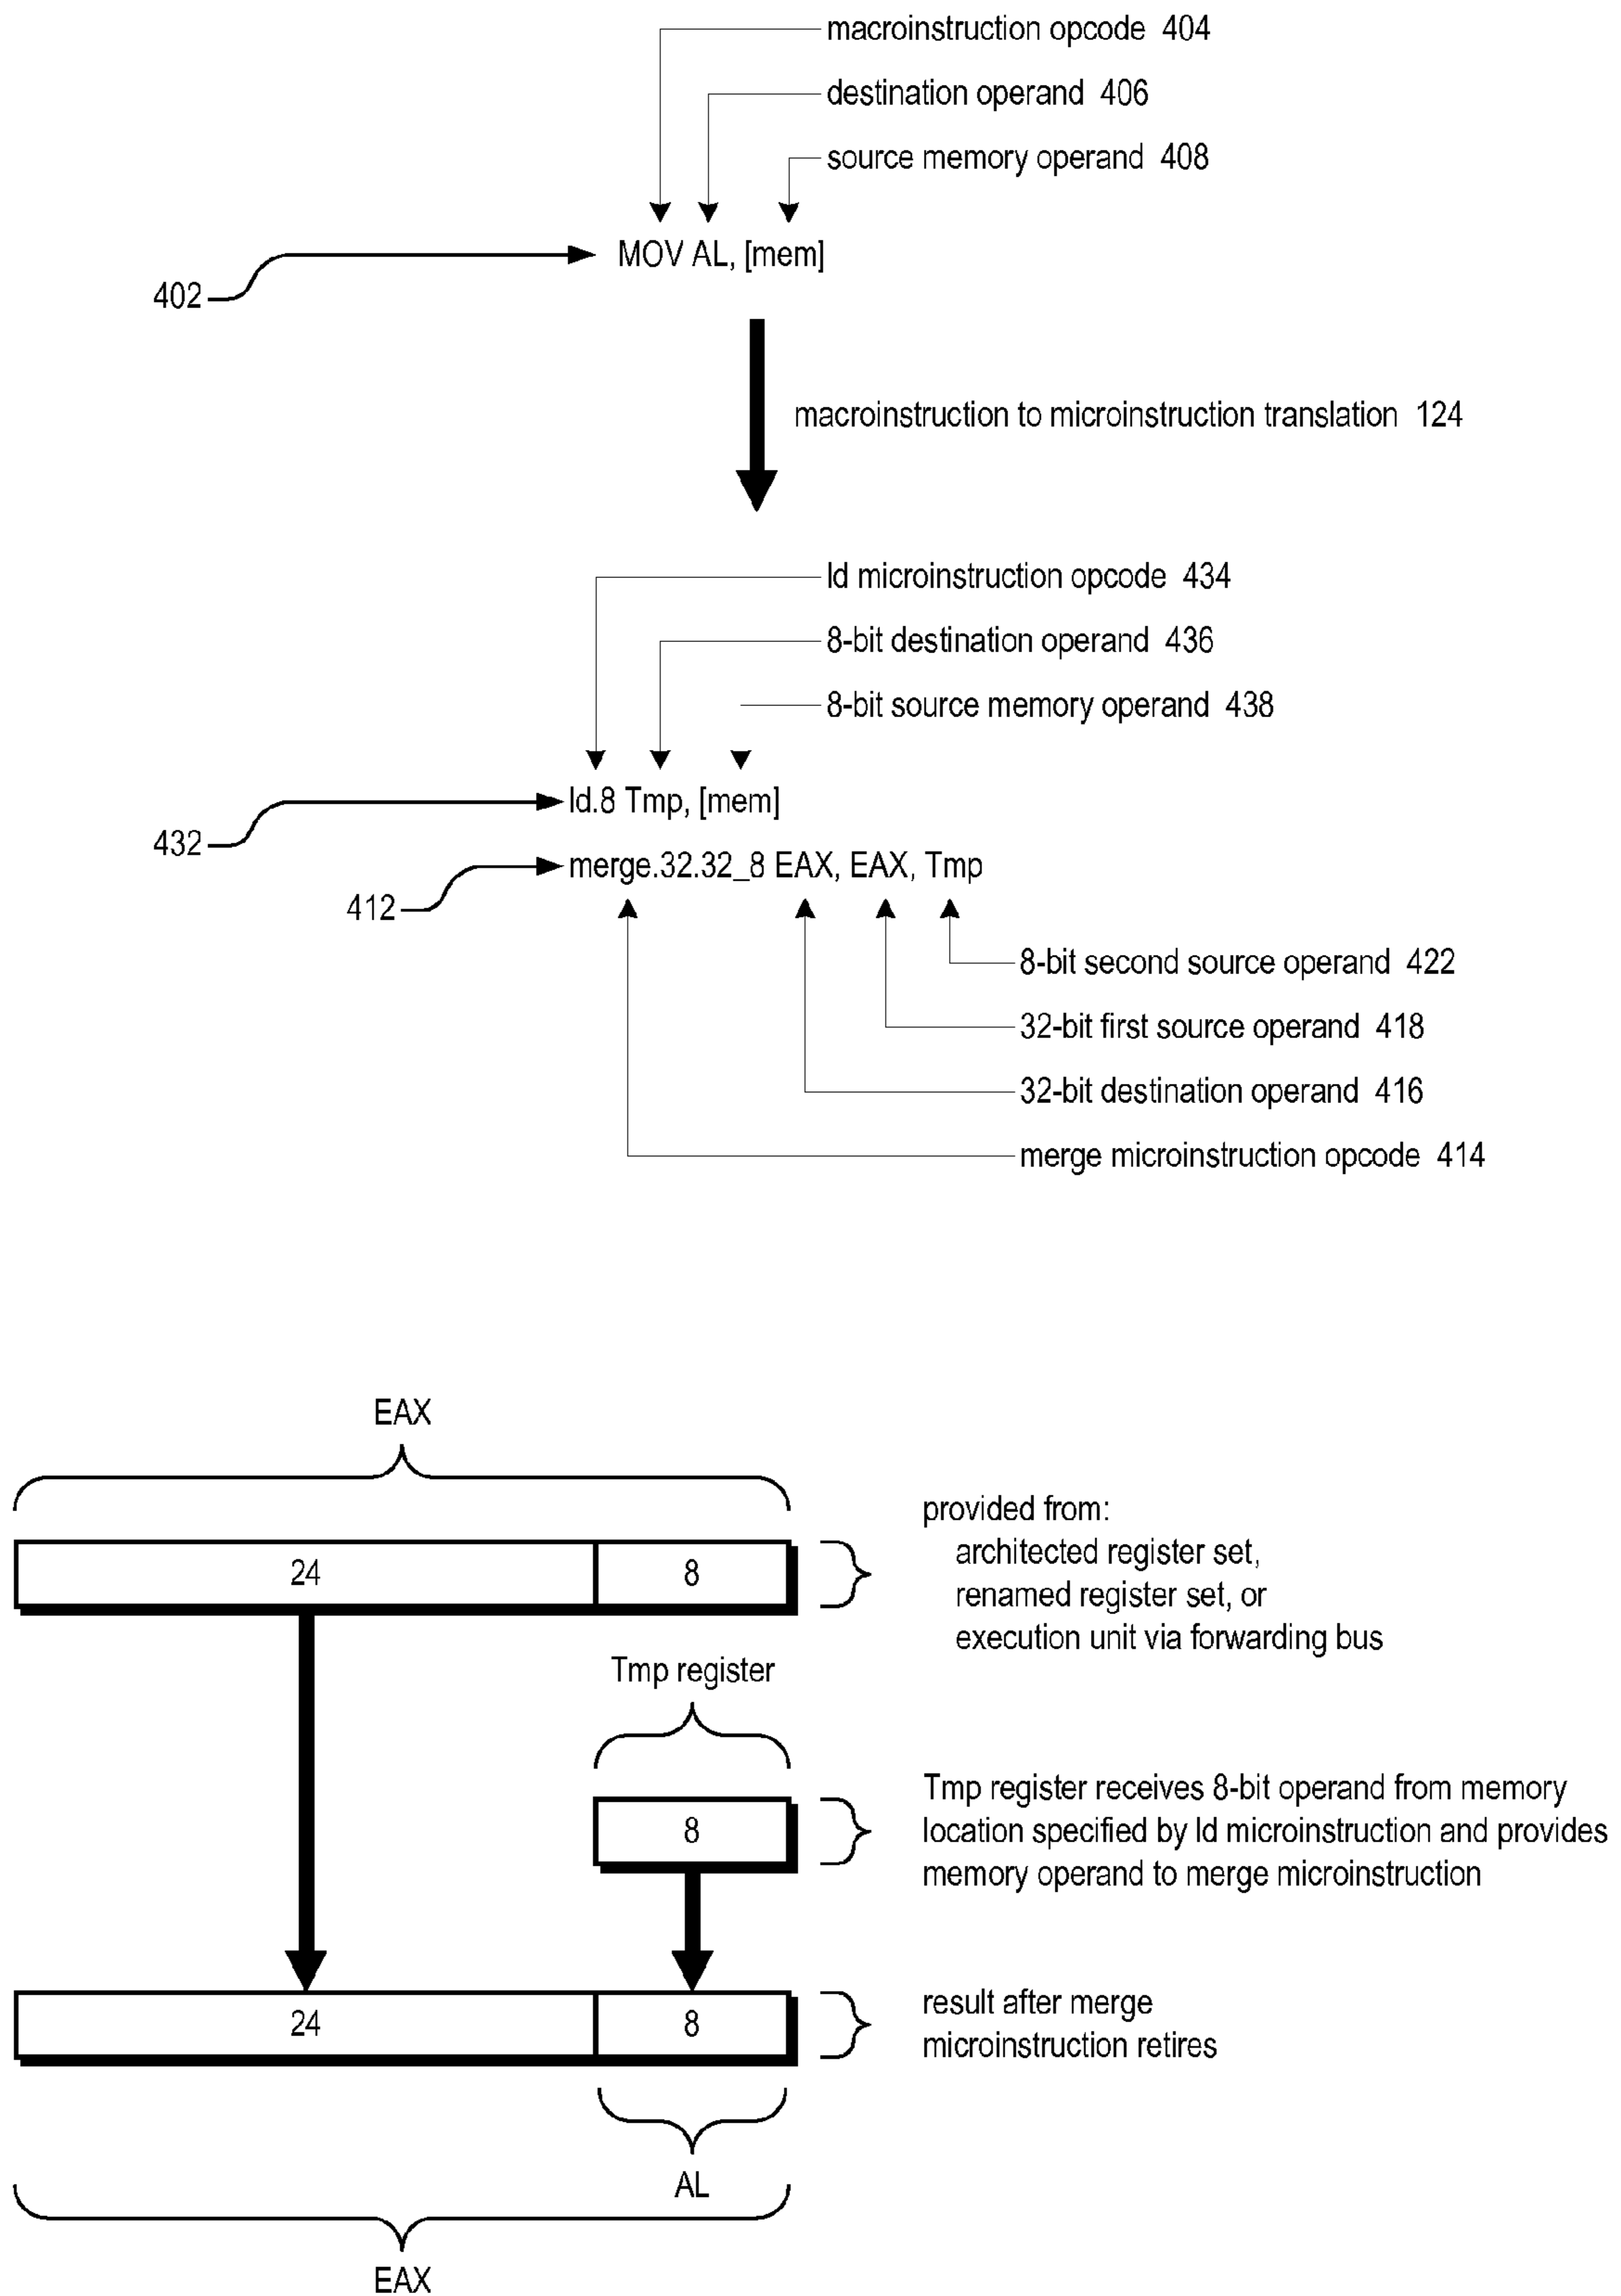 macroinstruction opcode 404
destination operand 406
source memory operand 408
MOV AL, [mem]
402
macroinstruction to microinstruction translation 124
ld microinstruction opcode 434
8-bit destination operand 436
8-bit source memory operand 438
ld.8 Tmp, [mem]
432
merge.32.32_8 EAX, EAX, Tmp
412
8-bit second source operand 422
32-bit first source operand 418
32-bit destination operand 416
merge microinstruction opcode 414
EAX
provided from:
architected register set,
renamed register set, or
execution unit via forwarding bus
24 8
Tmp register
Tmp register receives 8-bit operand from memory
location specified by ld microinstruction and provides
memory operand to merge microinstruction
8
result after merge
microinstruction retires
24 8
AL
EAX